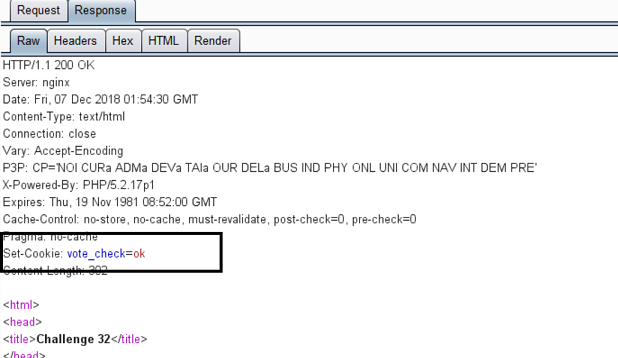 Request Response
Raw Headers Hex HTML Render
HTTP/1.1 200 OK
Server: nginx
Date: Fri, 07 Dec 2018 01:54:30 GMT
Content-Type: text/html
Connection: close
Vary: Accept-Encoding
P3P: CP='NOI CURa ADMa DEVa TAIa OUR DELa BUS IND PHY ONL UNI COM NAV INT DEM PRE'
X-Powered-By: PHP/5.2.17p1
Expires: Thu, 19 Nov 1981 08:52:00 GMT
Cache-Control: no-store, no-cache, must-revalidate, post-check=0, pre-check=0
Pragma: no-cache
Set-Cookie: vote_check=ok
Content-Length: 302
<html>
<head>
<title>Challenge 32</title>
</head>